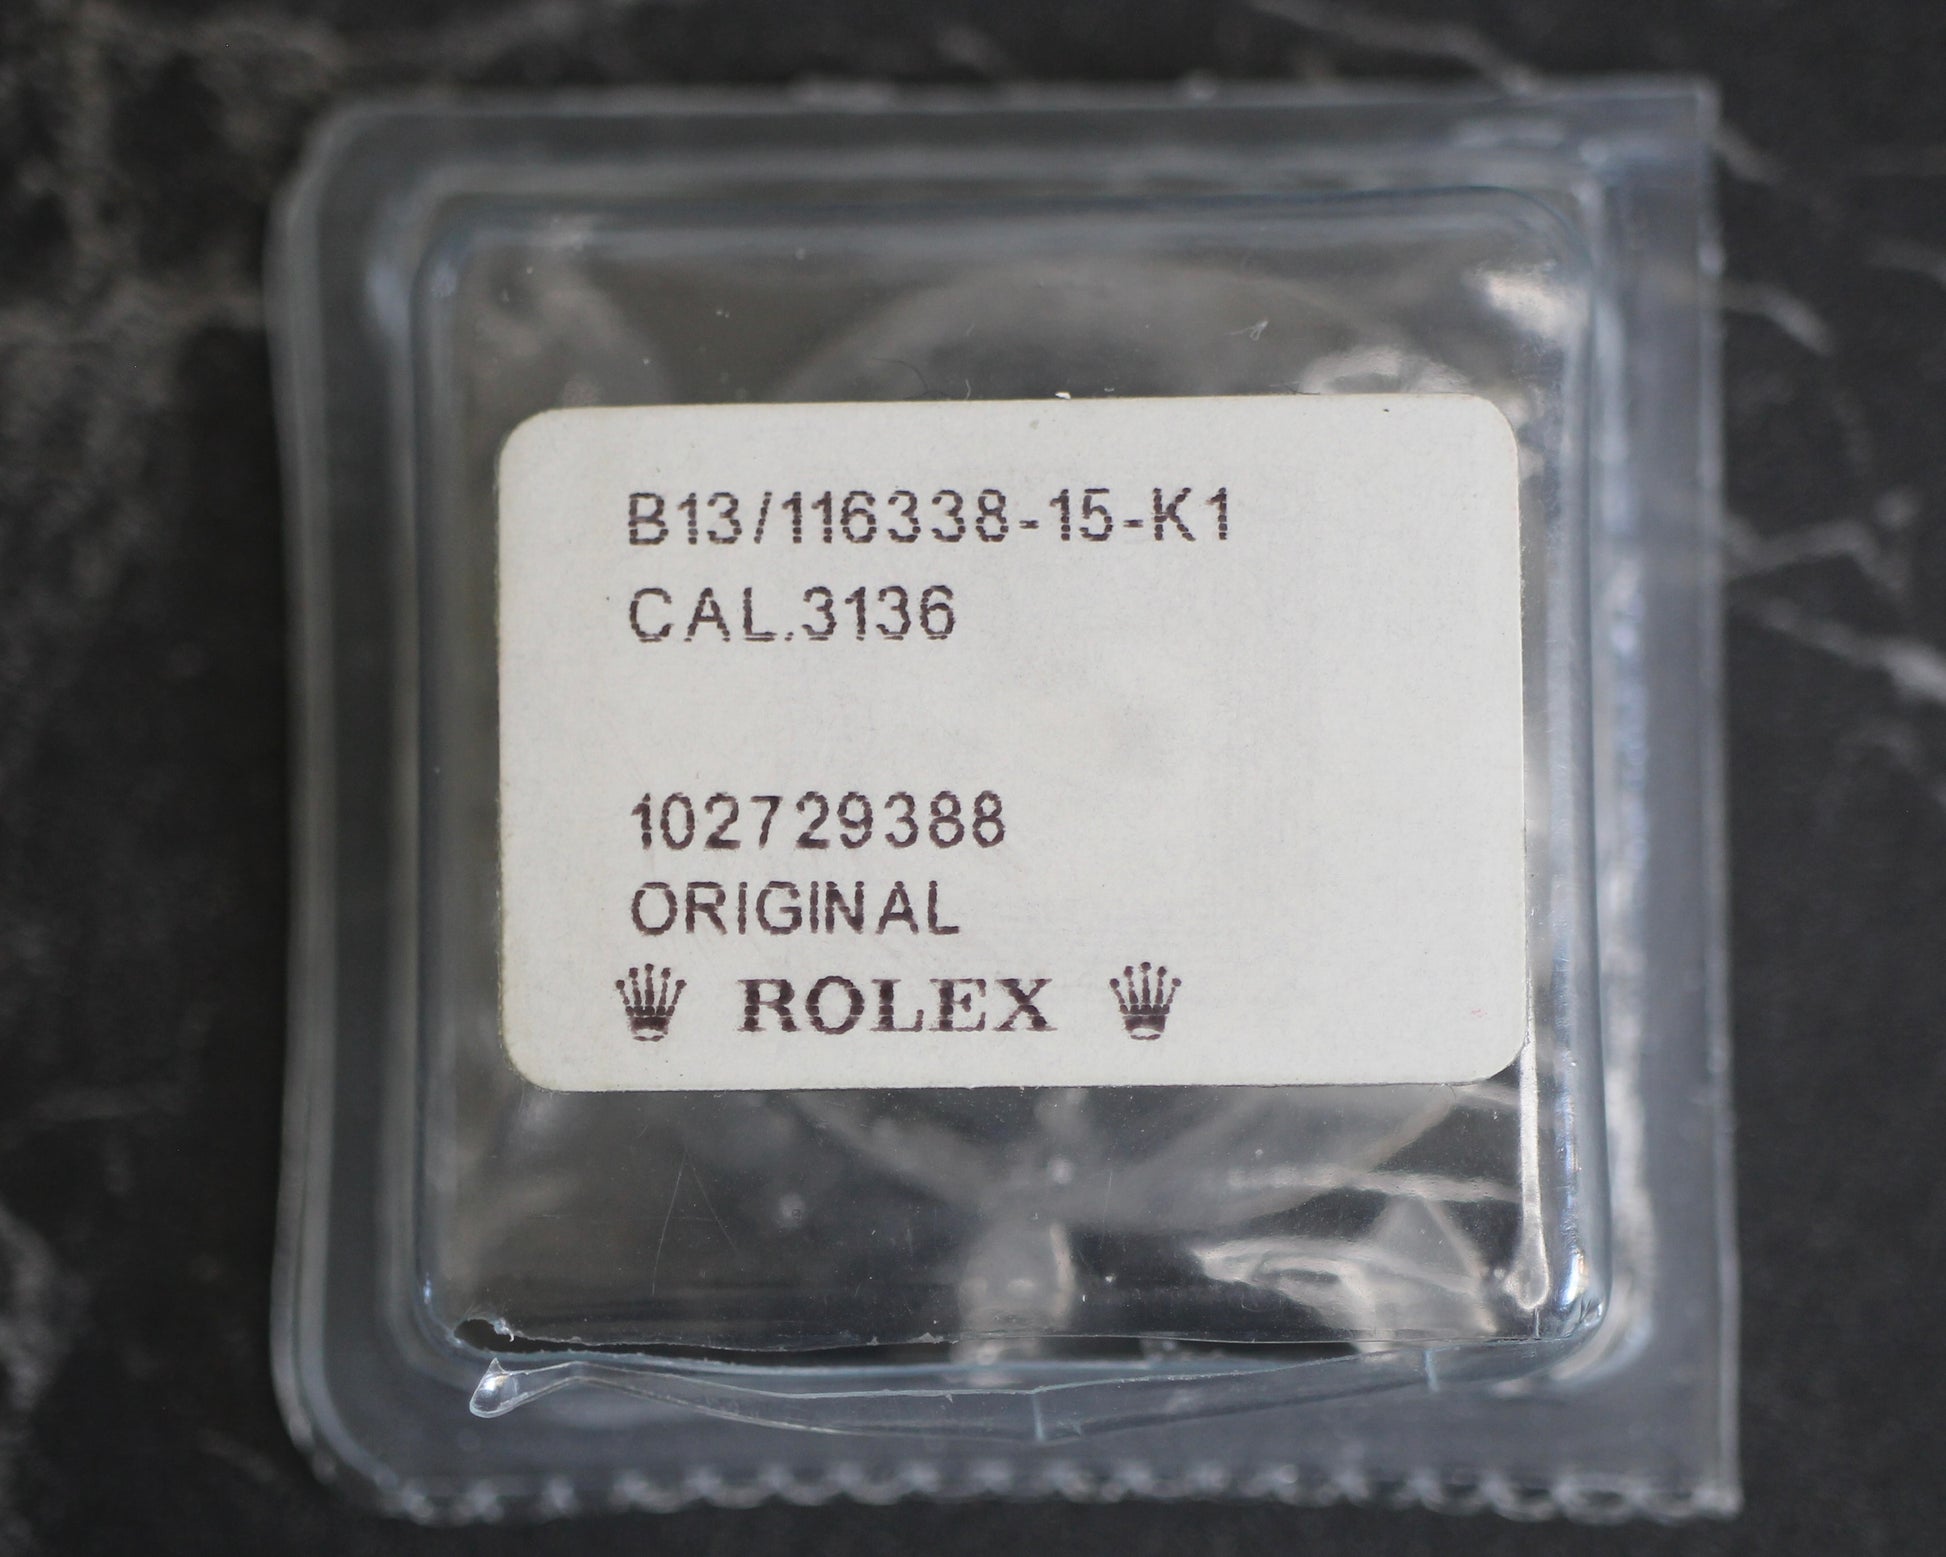 B13/116338-15-K1
CAL.3136
102729388
ORIGINAL
ROLEX